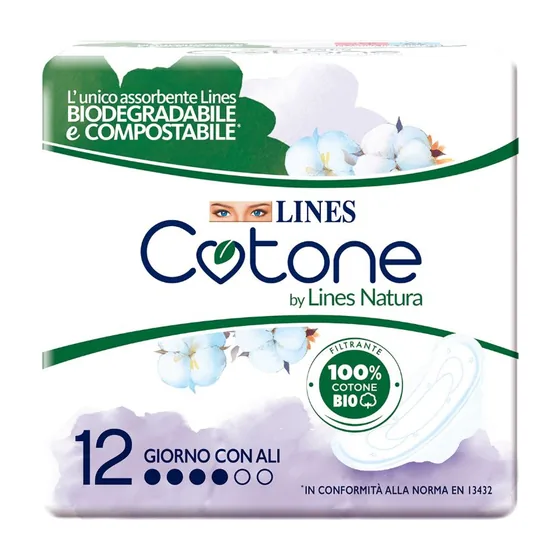 L'unico assorbente Lines
BIODEGRADABILE
e COMPOSTABILE*
LINES
Cotone
by Lines Natura
FILTRANTE
100%
COTONE
BIO
12 GIORNO CON ALI
*IN CONFORMITÀ ALLA NORMA EN 13432